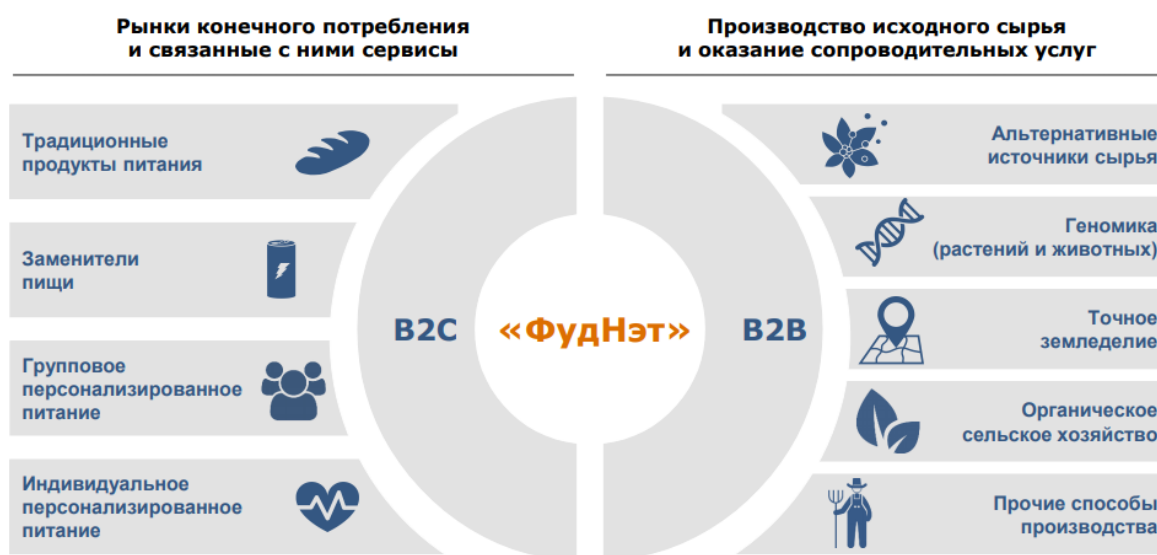 Рынки конечного потребления
и связанные с ними сервисы
Традиционные
продукты питания
Заменители
пищи
Групповое
персонализированное
питание
Индивидуальное
персонализированное
питание
B2C
«ФудНэт»
B2B
Производство исходного сырья
и оказание сопроводительных услуг
Альтернативные
источники сырья
Геномика
(растений и животных)
Точное
земледелие
Органическое
сельское хозяйство
Прочие способы
производства